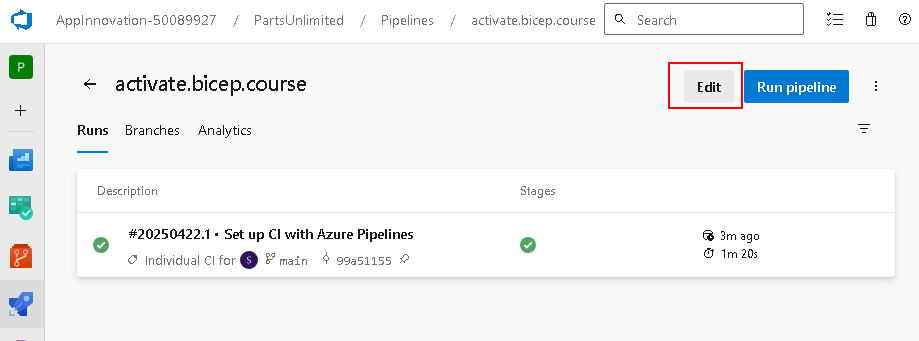 AppInnovation-50089927 / PartsUnlimited / Pipelines / activate.bicep.course Search
P
activate.bicep.course
Edit Run pipeline
Runs Branches Analytics
Description Stages
#20250422.1 • Set up CI with Azure Pipelines
3m ago
Individual CI for S main 99a51155
1m 20s